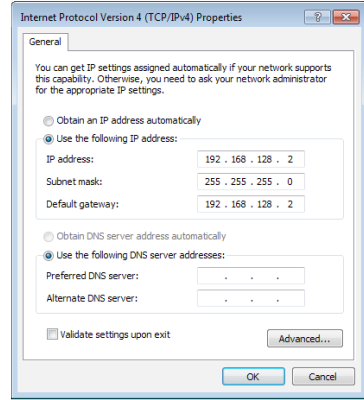 Internet Protocol Version 4 (TCP/IPv4) Properties
General
You can get IP settings assigned automatically if your network supports
this capability. Otherwise, you need to ask your network administrator
for the appropriate IP settings.
Obtain an IP address automatically
Use the following IP address:
IP address: 192 . 168 . 128 . 2
Subnet mask: 255 . 255 . 255 . 0
Default gateway: 192 . 168 . 128 . 2
Obtain DNS server address automatically
Use the following DNS server addresses:
Preferred DNS server: . . .
Alternate DNS server: . . .
Validate settings upon exit
Advanced...
OK Cancel